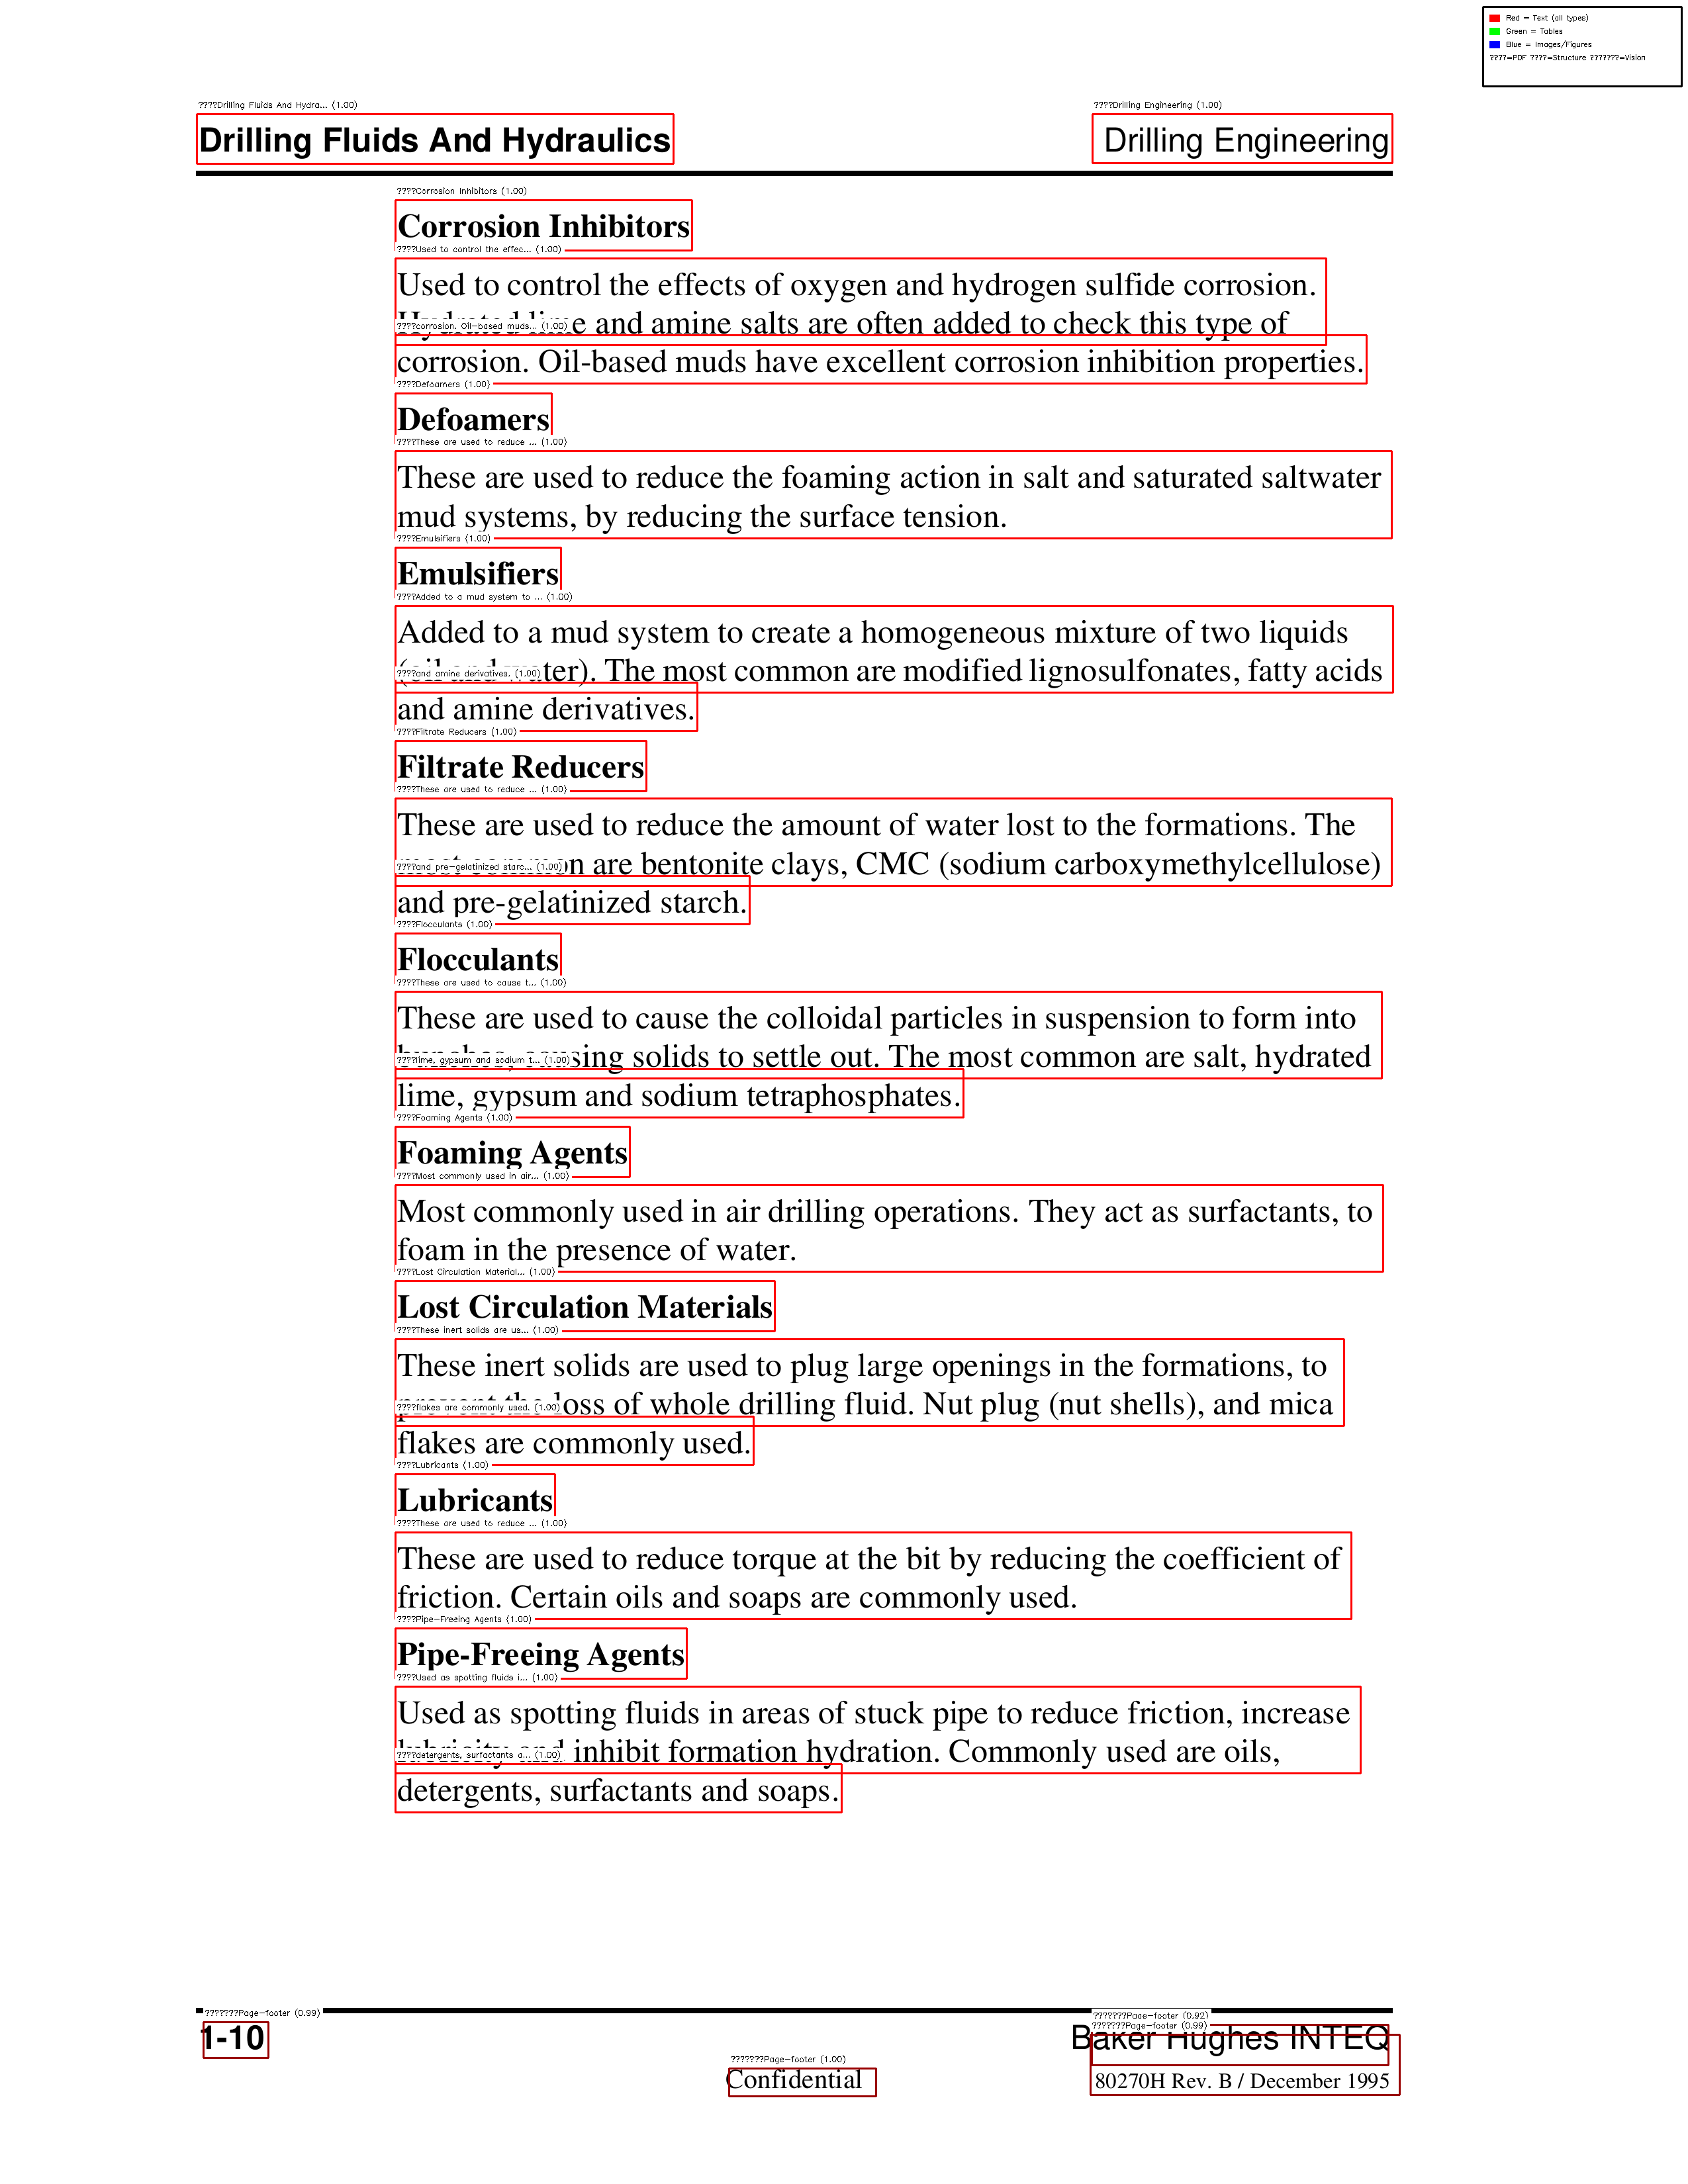 Red = Text (all types)
Green = Tables
Blue = Images/Figures
????=PDF ????=Structure ???????=Vision
????Drilling Fluids And Hydra... (1.00)
????Drilling Engineering (1.00)
Drilling Fluids And Hydraulics
Drilling Engineering
????Corrosion Inhibitors (1.00)
Corrosion Inhibitors
????Used to control the effec... (1.00)
Used to control the effects of oxygen and hydrogen sulfide corrosion.
Hydrated lime and amine salts are often added to check this type of
????corrosion. Oil-based muds... (1.00)
corrosion. Oil-based muds have excellent corrosion inhibition properties.
????Defoamers (1.00)
Defoamers
????These are used to reduce ... (1.00)
These are used to reduce the foaming action in salt and saturated saltwater
mud systems, by reducing the surface tension.
????Emulsifiers (1.00)
Emulsifiers
????Added to a mud system to ... (1.00)
Added to a mud system to create a homogeneous mixture of two liquids
(oil and water). The most common are modified lignosulfonates, fatty acids
????and amine derivatives. (1.00)
and amine derivatives.
????Filtrate Reducers (1.00)
Filtrate Reducers
????These are used to reduce ... (1.00)
These are used to reduce the amount of water lost to the formations. The
most common are bentonite clays, CMC (sodium carboxymethylcellulose)
????and pre-gelatinized starc... (1.00)
and pre-gelatinized starch.
????Flocculants (1.00)
Flocculants
????These are used to cause t... (1.00)
These are used to cause the colloidal particles in suspension to form into
bunches, causing solids to settle out. The most common are salt, hydrated
????lime, gypsum and sodium t... (1.00)
lime, gypsum and sodium tetraphosphates.
????Foaming Agents (1.00)
Foaming Agents
????Most commonly used in air... (1.00)
Most commonly used in air drilling operations. They act as surfactants, to
foam in the presence of water.
????Lost Circulation Material... (1.00)
Lost Circulation Materials
????These inert solids are us... (1.00)
These inert solids are used to plug large openings in the formations, to
prevent the loss of whole drilling fluid. Nut plug (nut shells), and mica
????flakes are commonly used. (1.00)
flakes are commonly used.
????Lubricants (1.00)
Lubricants
????These are used to reduce ... (1.00)
These are used to reduce torque at the bit by reducing the coefficient of
friction. Certain oils and soaps are commonly used.
????Pipe-Freeing Agents (1.00)
Pipe-Freeing Agents
????Used as spotting fluids i... (1.00)
Used as spotting fluids in areas of stuck pipe to reduce friction, increase
lubricity and inhibit formation hydration. Commonly used are oils,
????detergents, surfactants a... (1.00)
detergents, surfactants and soaps.
???????Page-footer (0.99)
???????Page-footer (0.92)
???????Page-footer (0.99)
1-10
Baker Hughes INTEQ
???????Page-footer (1.00)
Confidential
80270H Rev. B / December 1995